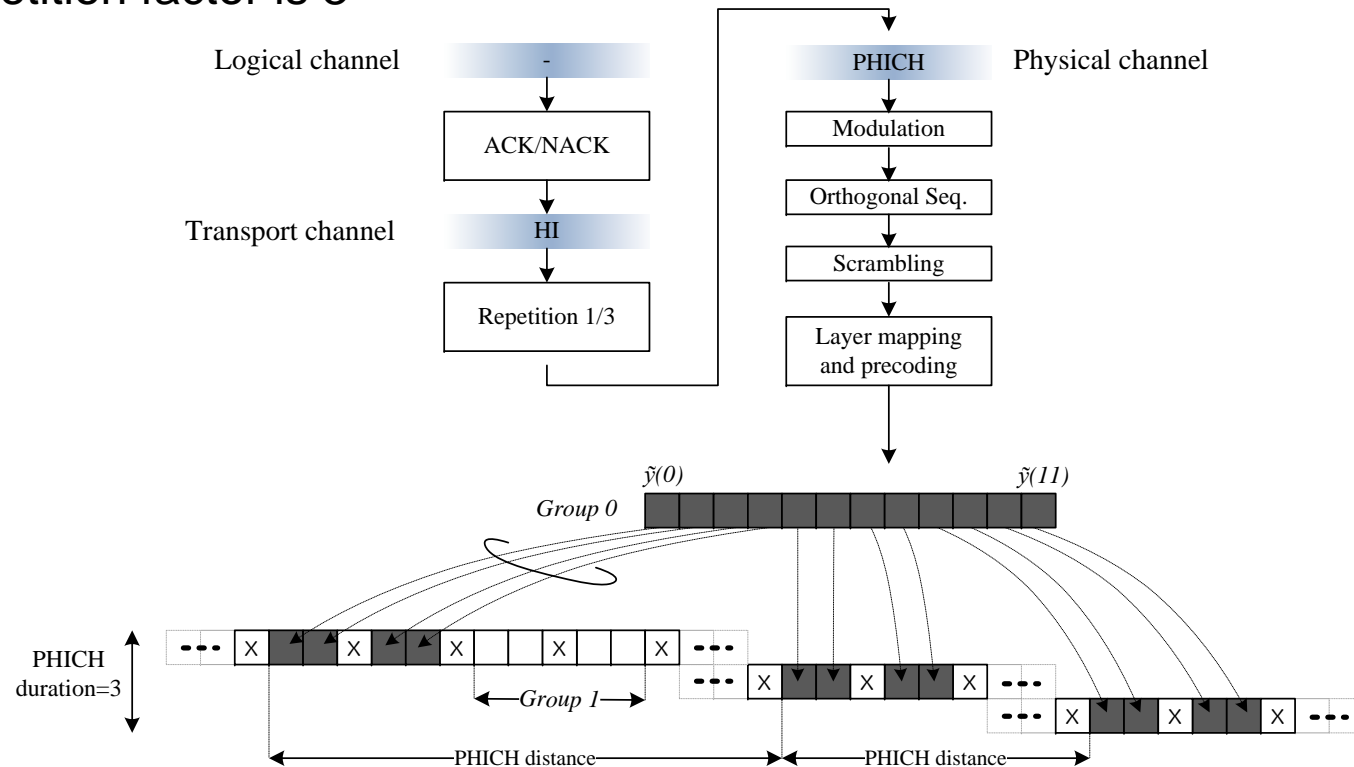 Logical channel
-
ACK/NACK
Transport channel
HI
Repetition 1/3
PHICH
Physical channel
Modulation
Orthogonal Seq.
Scrambling
Layer mapping
and precoding
ỹ(0)
ỹ(11)
Group 0
PHICH
duration=3
X X X X X
Group 1
X X X
X X X
PHICH distance
PHICH distance